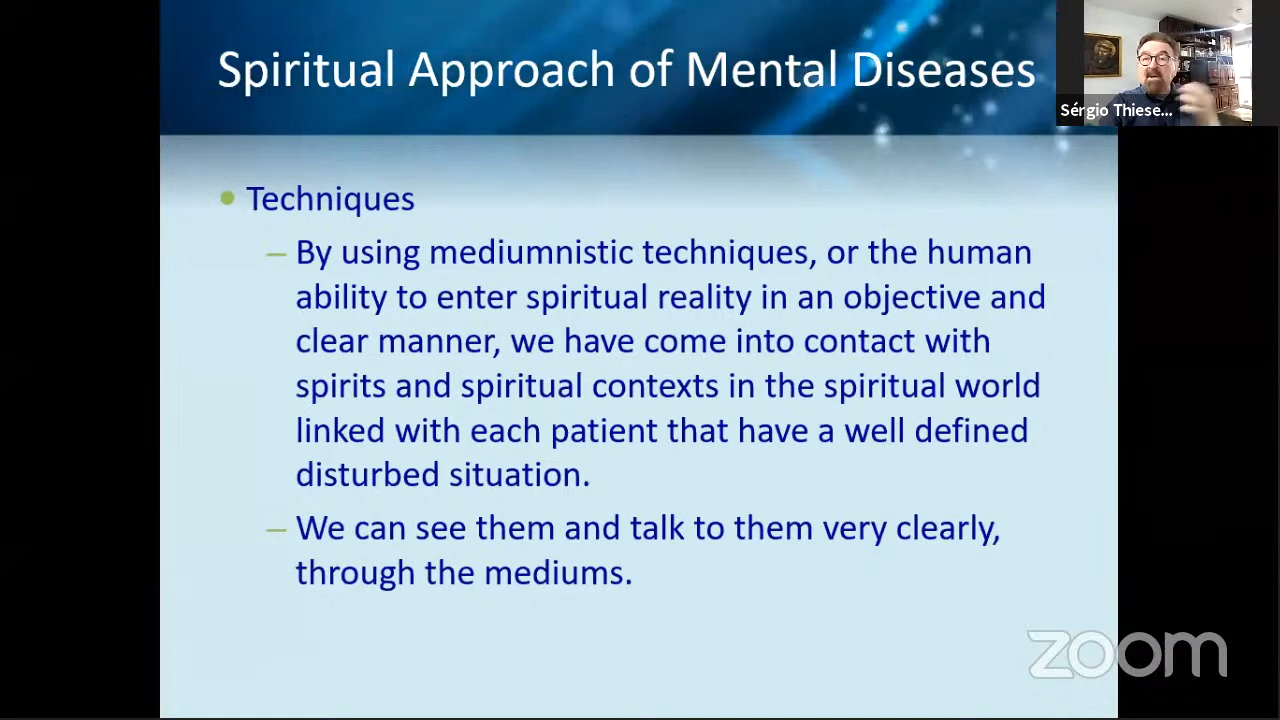 Spiritual Approach of Mental Diseases
Sérgio Thiese...
Techniques
– By using mediumnistic techniques, or the human
ability to enter spiritual reality in an objective and
clear manner, we have come into contact with
spirits and spiritual contexts in the spiritual world
linked with each patient that have a well defined
disturbed situation.
– We can see them and talk to them very clearly,
through the mediums.
zoom